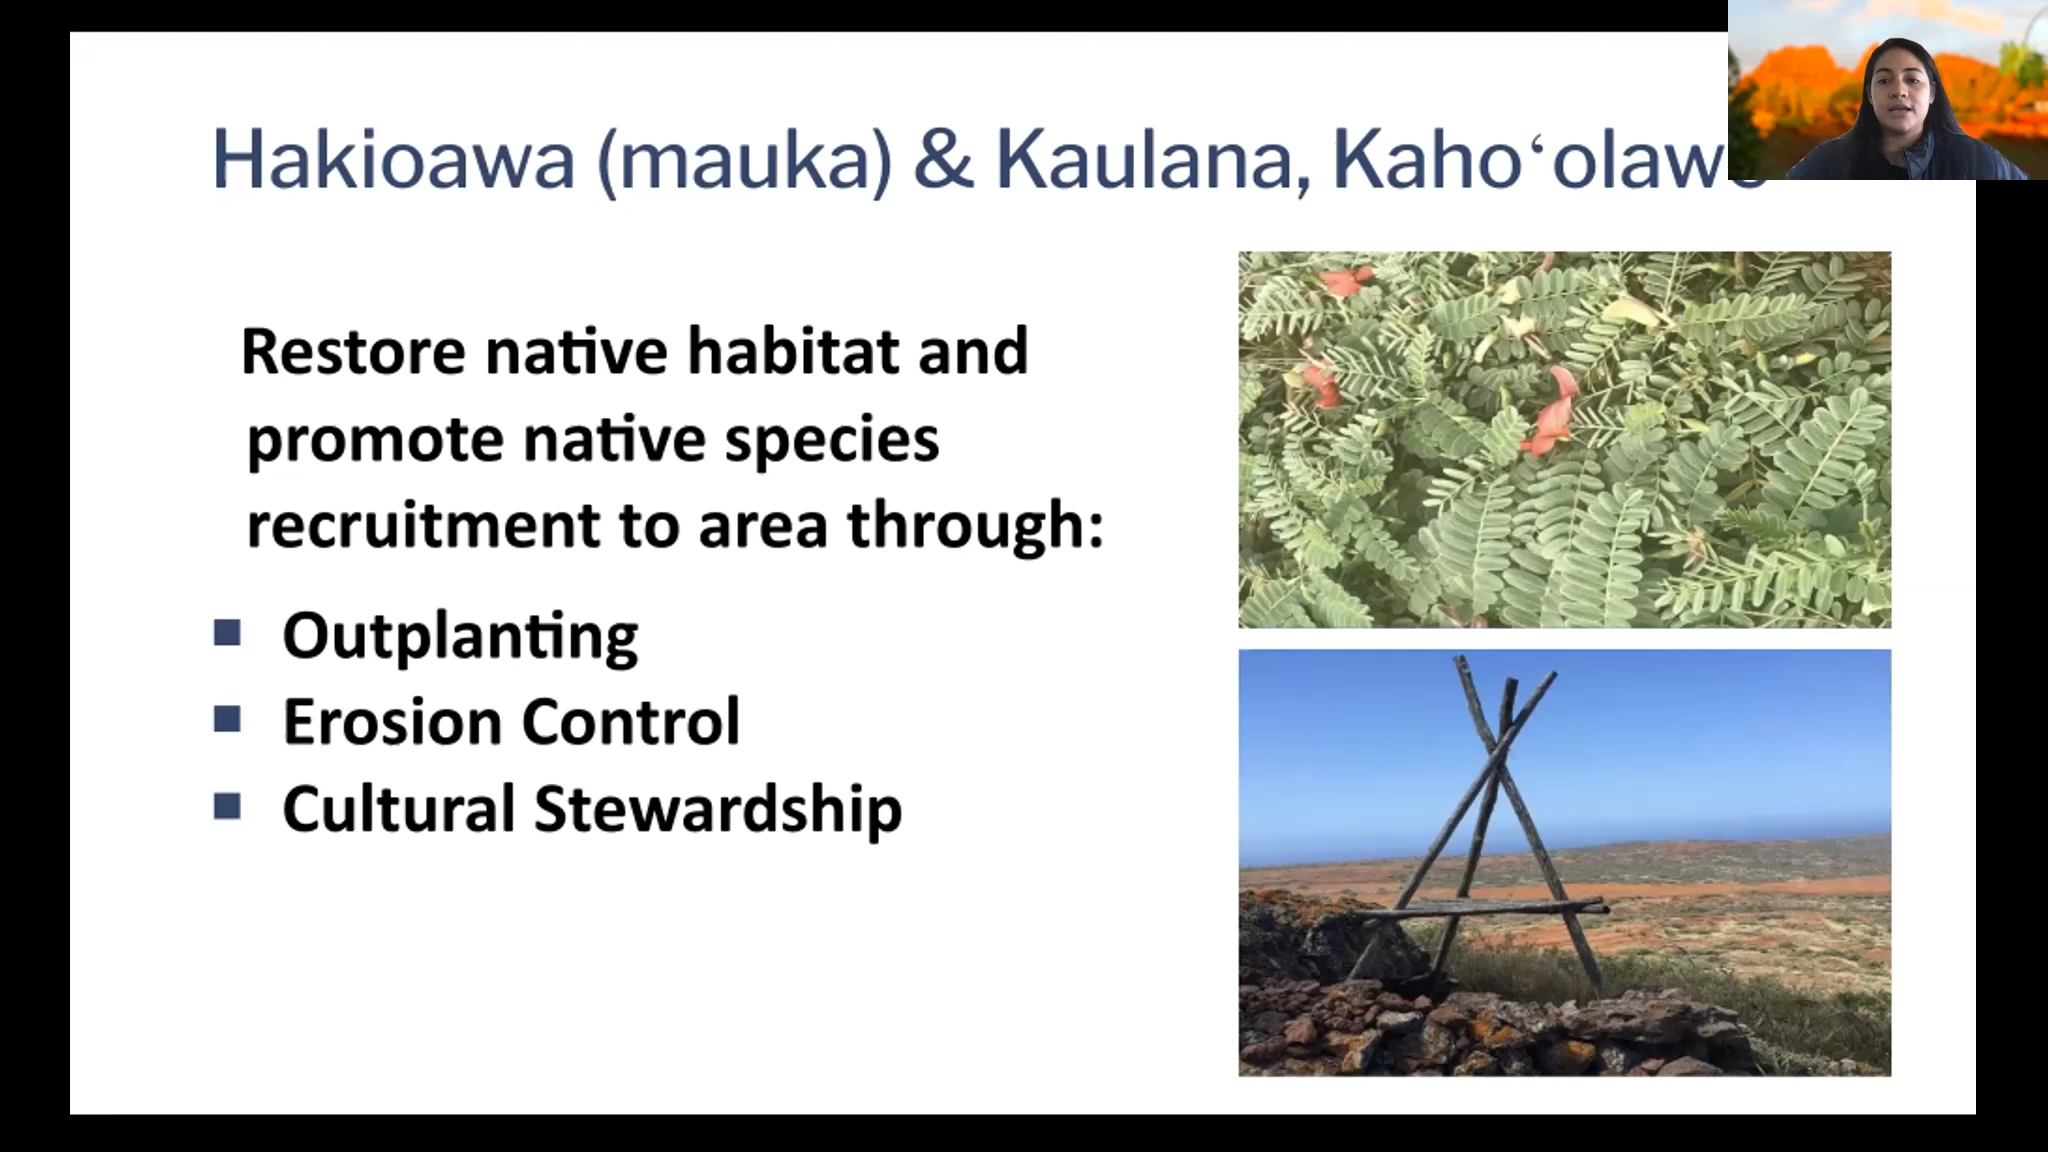 Hakioawa (mauka) & Kaulana, Kahoʻolawe
Restore native habitat and
promote native species
recruitment to area through:
▪ Outplanting
▪ Erosion Control
▪ Cultural Stewardship